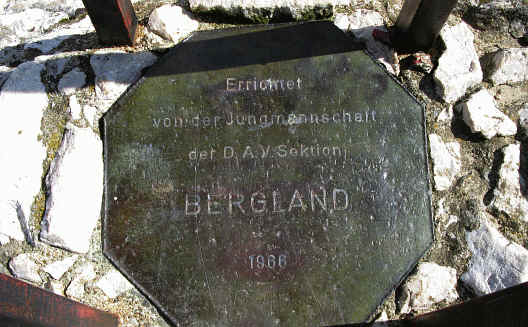 Errichtet
von der Jungmannschaft
der D.A.V. Sektion
BERGLAND
1966